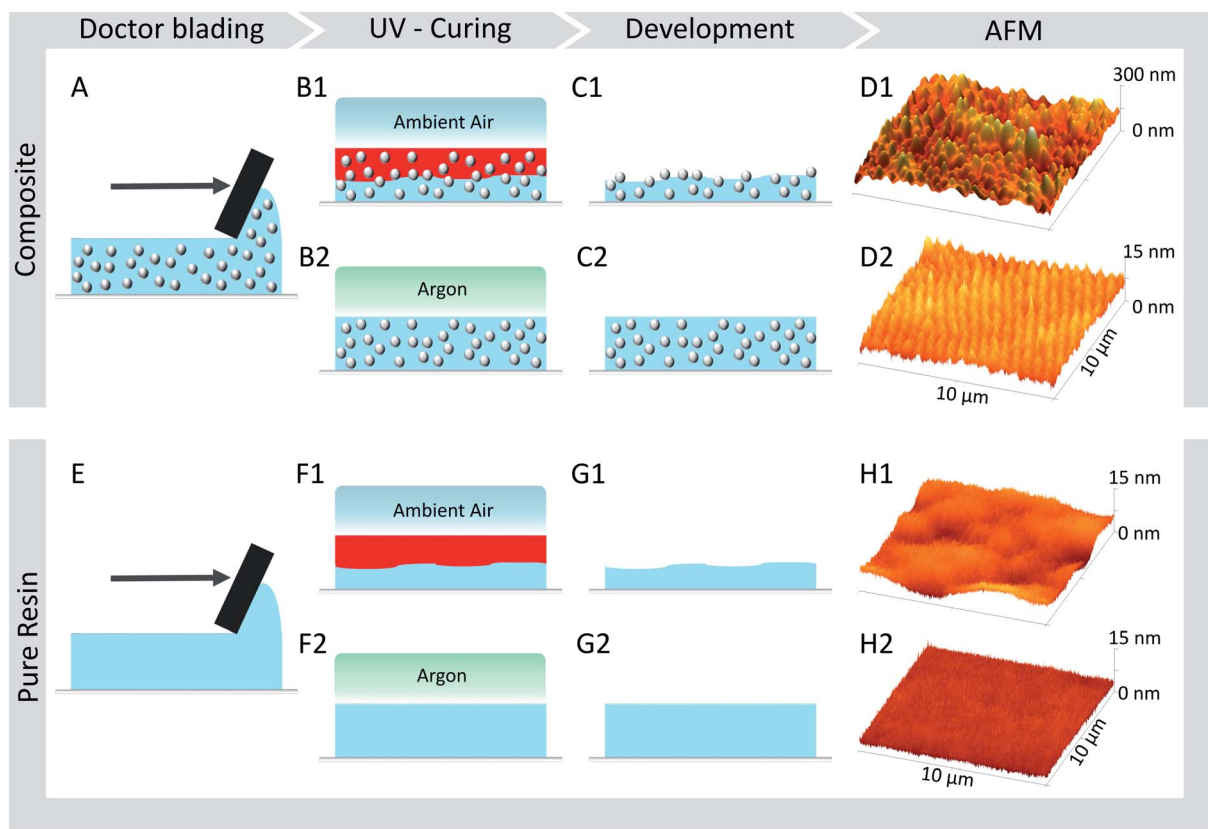 Doctor blading
UV - Curing
Development
AFM
Composite
A
B1
Ambient Air
C1
D1
300 nm
0 nm
B2
Argon
C2
D2
15 nm
0 nm
10 µm
10 µm
Pure Resin
E
F1
Ambient Air
G1
H1
15 nm
0 nm
F2
Argon
G2
H2
15 nm
0 nm
10 µm
10 µm